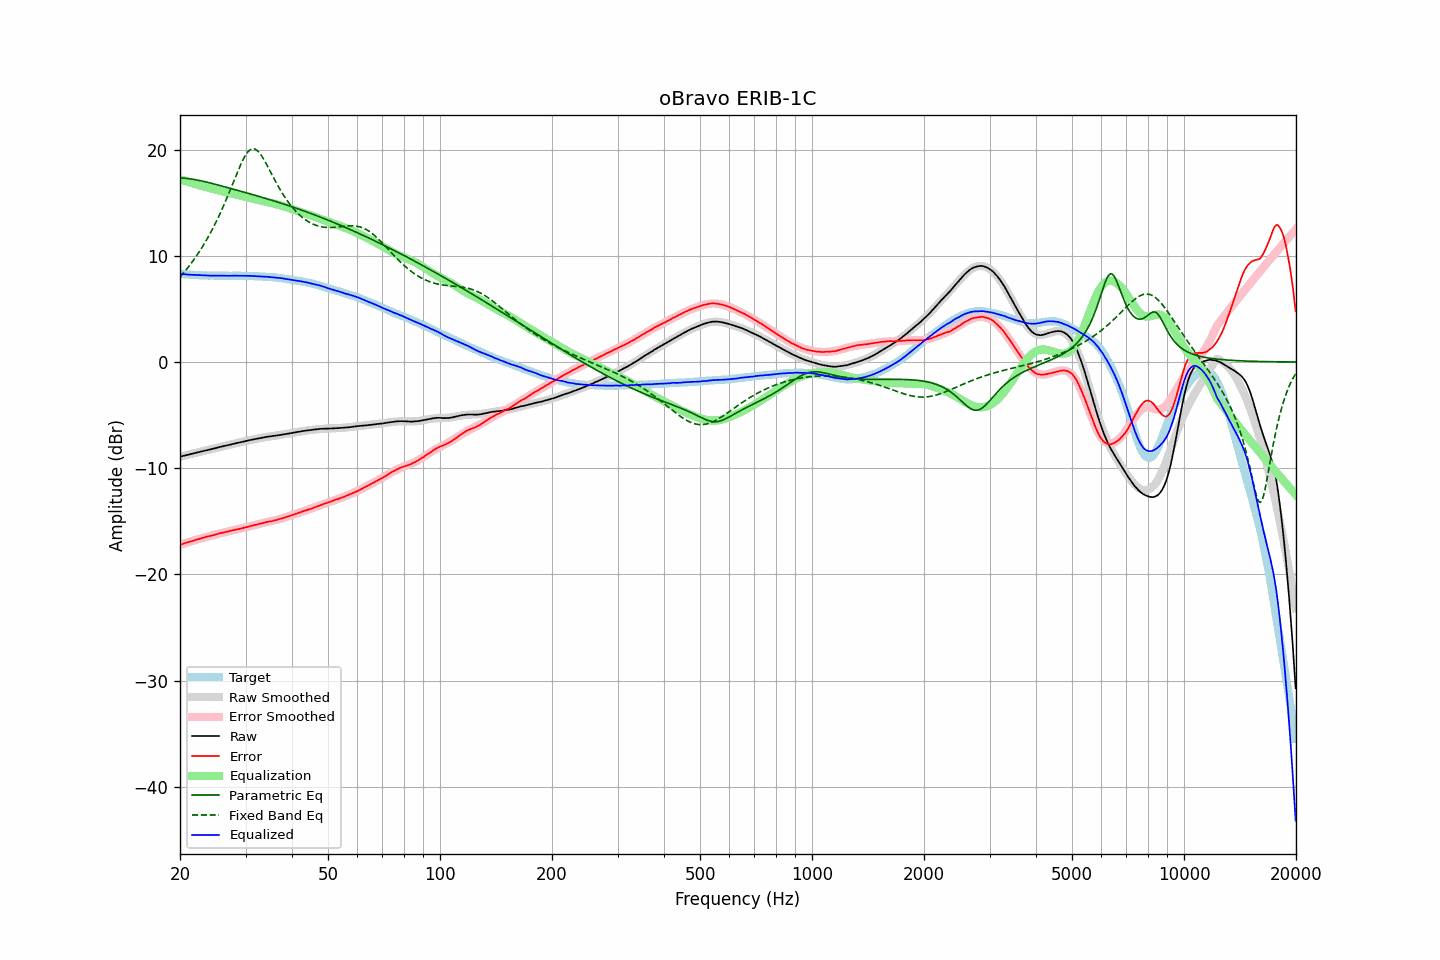 oBravo ERIB-1C
Amplitude (dBr)
20
10
0
−10
−20
−30
−40
Target
Raw Smoothed
Error Smoothed
Raw
Error
Equalization
Parametric Eq
Fixed Band Eq
Equalized
20 50 100 200 500 1000 2000 5000 10000 20000
Frequency (Hz)